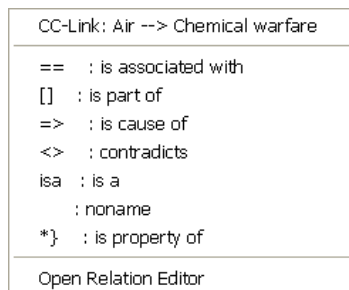 CC-Link: Air --> Chemical warfare
== : is associated with
[] : is part of
=> : is cause of
<> : contradicts
isa : is a
: noname
*} : is property of
Open Relation Editor